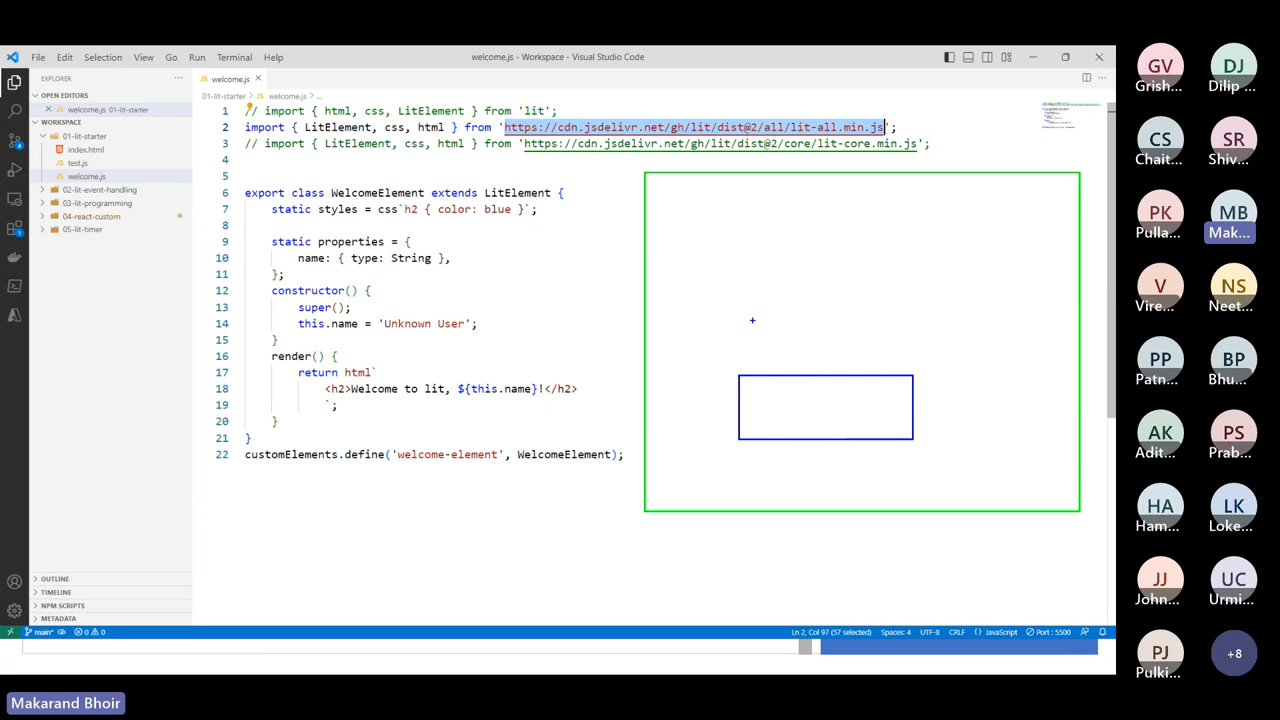 File Edit Selection View Go Run Terminal Help
welcome.js - Workspace - Visual Studio Code
EXPLORER
OPEN EDITORS
welcome.js 01-lit-starter
WORKSPACE
01-lit-starter
index.html
test.js
welcome.js
02-lit-event-handling
03-lit-programming
04-react-custom
05-lit-timer
OUTLINE
TIMELINE
NPM SCRIPTS
METADATA
welcome.js
01-lit-starter > welcome.js > ...
1 // import { html, css, LitElement } from 'lit';
2 import { LitElement, css, html } from 'https://cdn.jsdelivr.net/gh/lit/dist@2/all/lit-all.min.js';
3 // import { LitElement, css, html } from 'https://cdn.jsdelivr.net/gh/lit/dist@2/core/lit-core.min.js';
4
5
6 export class WelcomeElement extends LitElement {
7 static styles = css`h2 { color: blue }`;
8
9 static properties = {
10 name: { type: String },
11 };
12 constructor() {
13 super();
14 this.name = 'Unknown User';
15 }
16 render() {
17 return html`
18 <h2>Welcome to lit, ${this.name}!</h2>
19 `;
20 }
21 }
22 customElements.define('welcome-element', WelcomeElement);
main* 0 0 Ln 2, Col 97 (57 selected) Spaces: 4 UTF-8 CRLF { } JavaScript Port : 5500
GV DJ
Grish... Dilip ...
CS SR
Chait... Shiv...
PK MB
Pulla... Mak...
V NS
Vire... Neet...
PP BP
Patn... Bhu...
AK PS
Adit... Prab...
HA LK
Ham... Loke...
JJ UC
John... Urmi...
PJ +8
Pulki...
Makarand Bhoir